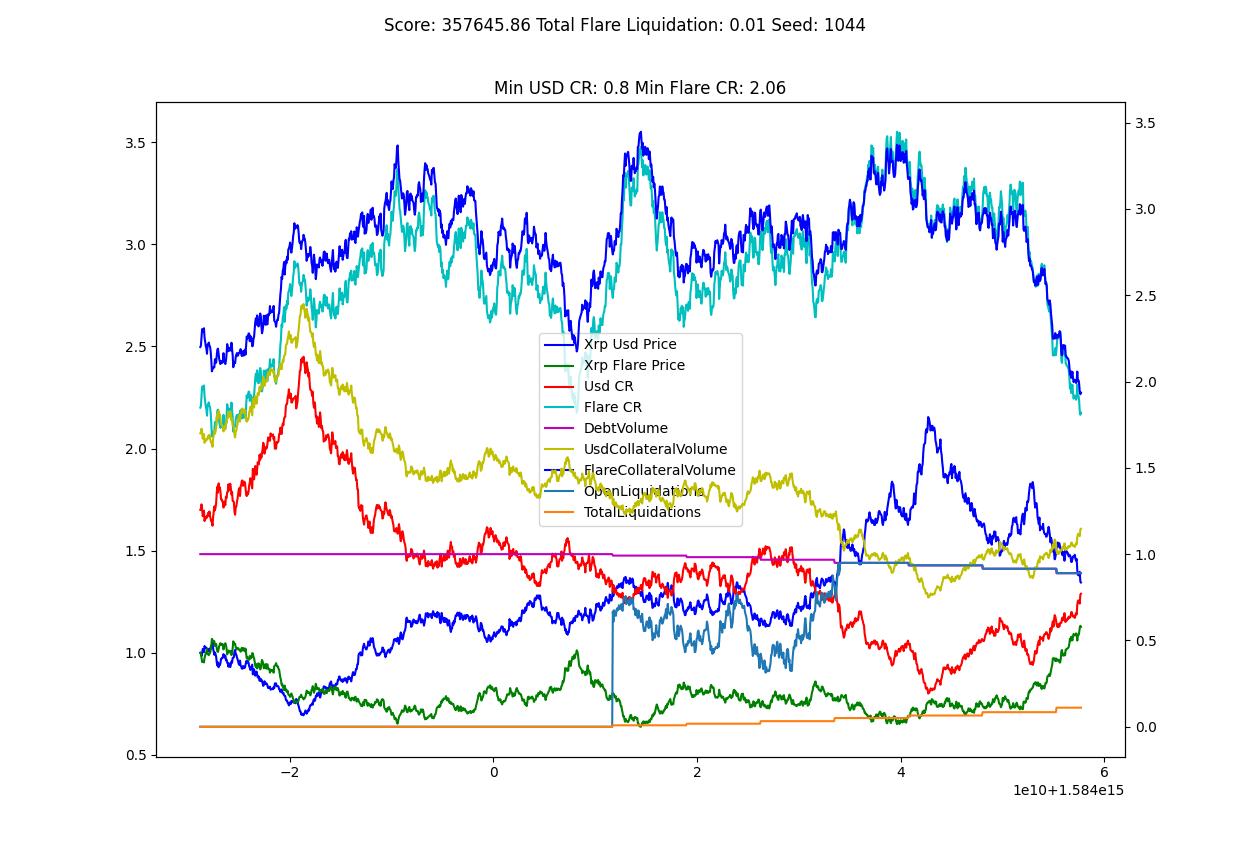 Score: 357645.86 Total Flare Liquidation: 0.01 Seed: 1044
Min USD CR: 0.8 Min Flare CR: 2.06
3.5
3.0
2.5
2.0
1.5
1.0
0.5
3.5
3.0
2.5
2.0
1.5
1.0
0.5
0.0
Xrp Usd Price
Xrp Flare Price
Usd CR
Flare CR
DebtVolume
UsdCollateralVolume
FlareCollateralVolume
OpenLiquidations
TotalLiquidations
−2 0 2 4 6
1e10+1.584e15